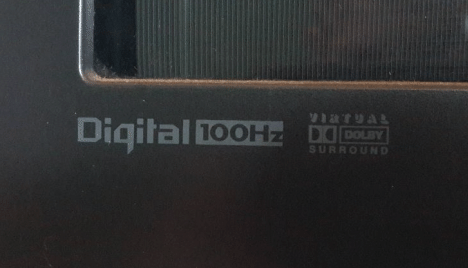 Digital 100Hz
VIRTUAL
DOLBY
SURROUND